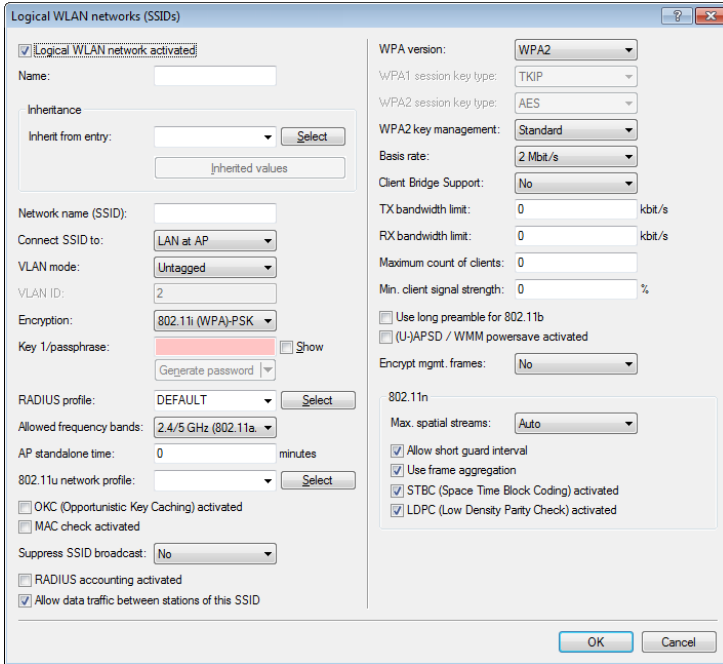 Logical WLAN networks (SSIDs)
Logical WLAN network activated
Name:
Inheritance
Inherit from entry:
Select
Inherited values
Network name (SSID):
Connect SSID to: LAN at AP
VLAN mode: Untagged
VLAN ID: 2
Encryption: 802.11i (WPA)-PSK
Key 1/passphrase: Show
Generate password
RADIUS profile: DEFAULT Select
Allowed frequency bands: 2.4/5 GHz (802.11a.
AP standalone time: 0 minutes
802.11u network profile: Select
OKC (Opportunistic Key Caching) activated
MAC check activated
Suppress SSID broadcast: No
RADIUS accounting activated
Allow data traffic between stations of this SSID
WPA version: WPA2
WPA1 session key type: TKIP
WPA2 session key type: AES
WPA2 key management: Standard
Basis rate: 2 Mbit/s
Client Bridge Support: No
TX bandwidth limit: 0 kbit/s
RX bandwidth limit: 0 kbit/s
Maximum count of clients: 0
Min. client signal strength: 0 %
Use long preamble for 802.11b
(U-)APSD / WMM powersave activated
Encrypt mgmt. frames: No
802.11n
Max. spatial streams: Auto
Allow short guard interval
Use frame aggregation
STBC (Space Time Block Coding) activated
LDPC (Low Density Parity Check) activated
OK Cancel